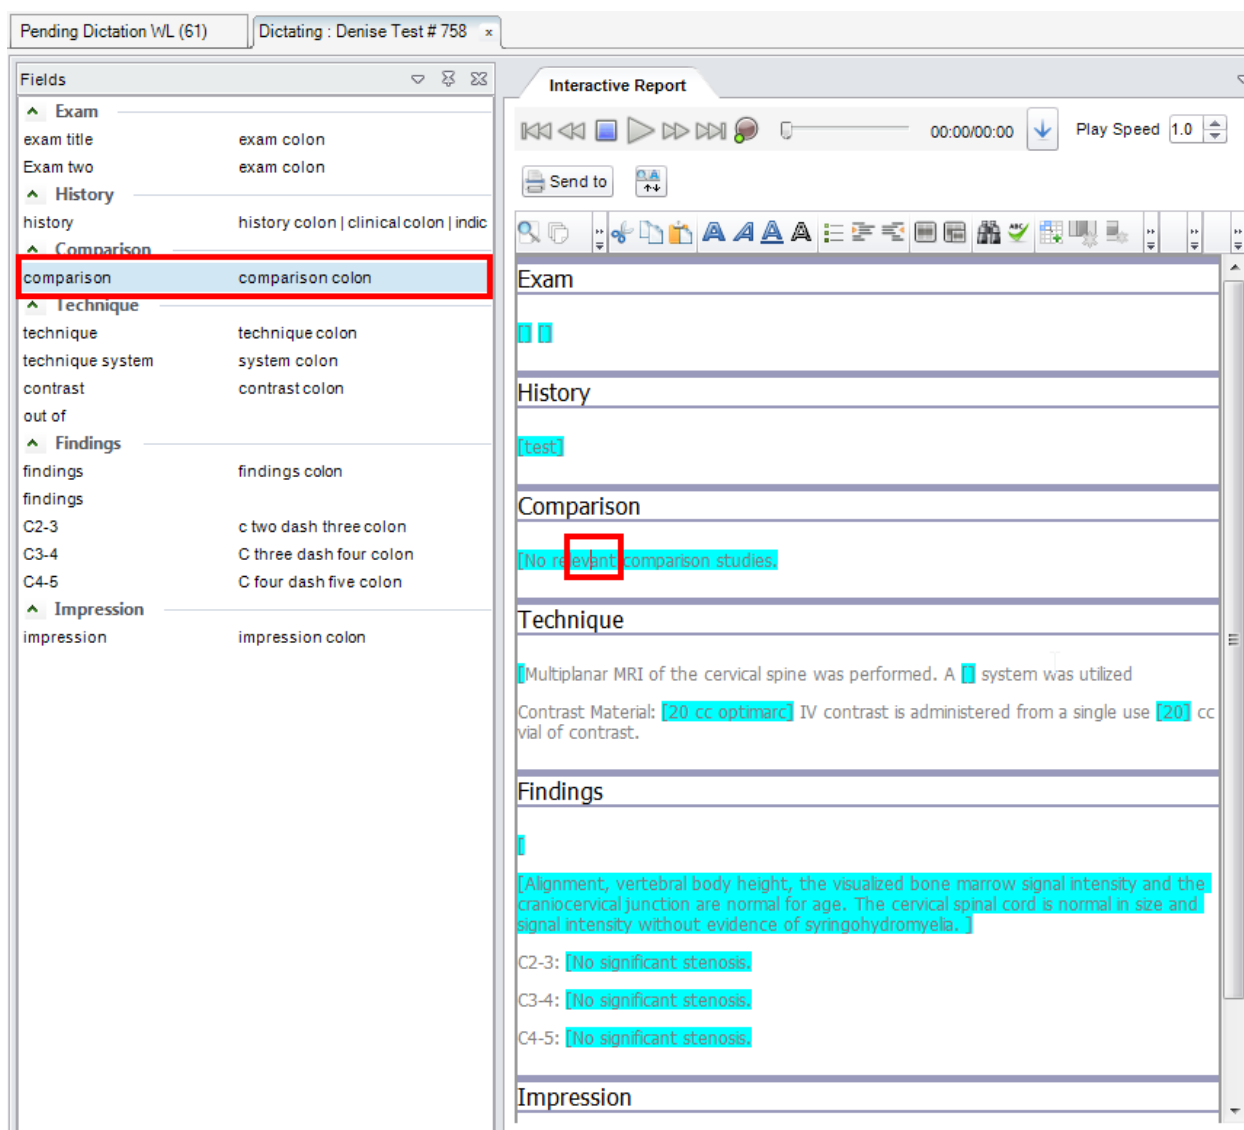 Pending Dictation WL (61)
Dictating : Denise Test # 758 x
Fields
Exam
exam title exam colon
Exam two exam colon
History
history history colon | clinical colon | indic
Comparison
comparison comparison colon
Technique
technique technique colon
technique system system colon
contrast contrast colon
out of
Findings
findings findings colon
findings
C2-3 c two dash three colon
C3-4 C three dash four colon
C4-5 C four dash five colon
Impression
impression impression colon
Interactive Report
00:00/00:00 Play Speed 1.0
Send to
Exam
[] []
History
[test]
Comparison
[No relevant comparison studies.
Technique
[Multiplanar MRI of the cervical spine was performed. A [] system was utilized
Contrast Material: [20 cc optimarc] IV contrast is administered from a single use [20] cc
vial of contrast.
Findings
[
[Alignment, vertebral body height, the visualized bone marrow signal intensity and the
craniocervical junction are normal for age. The cervical spinal cord is normal in size and
signal intensity without evidence of syringohydromyelia. ]
C2-3: [No significant stenosis.
C3-4: [No significant stenosis.
C4-5: [No significant stenosis.
Impression